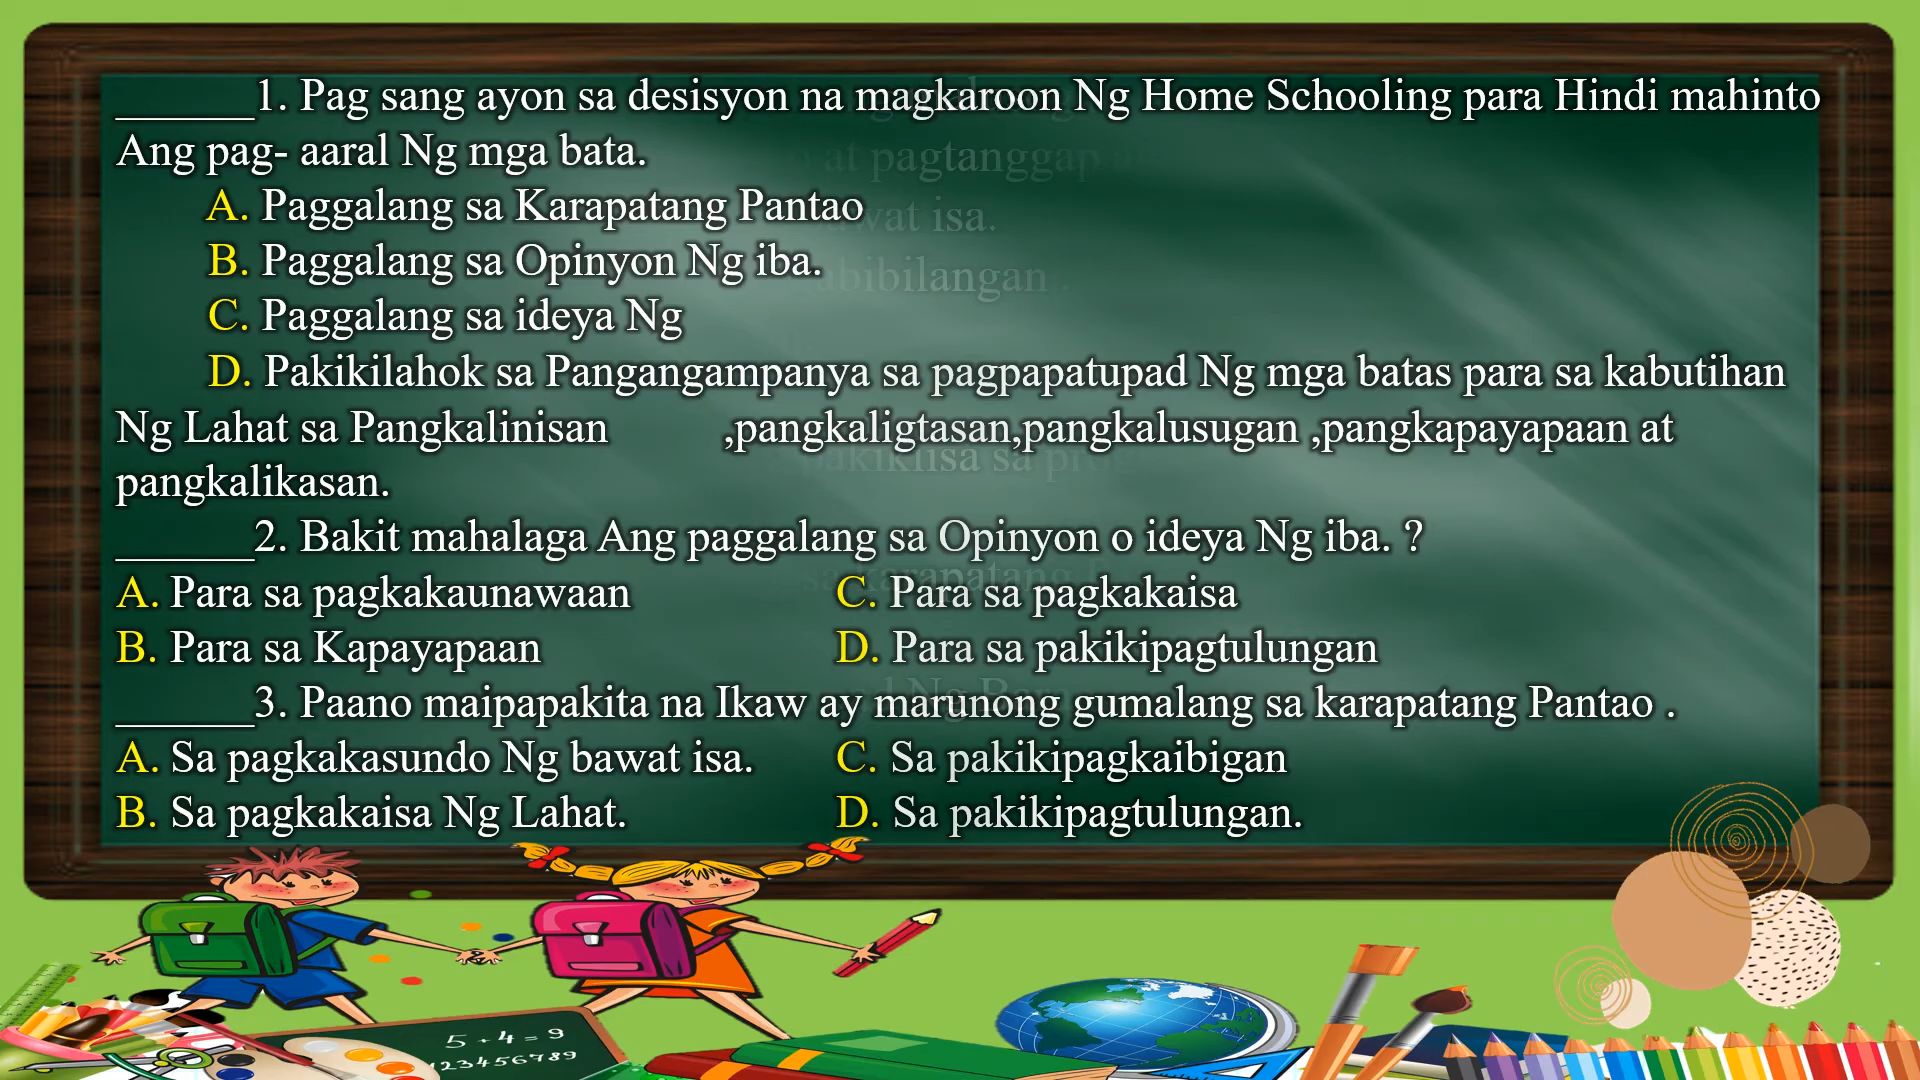 ______1. Pag sang ayon sa desisyon na magkaroon Ng Home Schooling para Hindi mahinto
Ang pag- aaral Ng mga bata.
A. Paggalang sa Karapatang Pantao
B. Paggalang sa Opinyon Ng iba.
C. Paggalang sa ideya Ng
D. Pakikilahok sa Pangangampanya sa pagpapatupad Ng mga batas para sa kabutihan
Ng Lahat sa Pangkalinisan ,pangkaligtasan,pangkalusugan ,pangkapayapaan at
pangkalikasan.
______2. Bakit mahalaga Ang paggalang sa Opinyon o ideya Ng iba. ?
A. Para sa pagkakaunawaan C. Para sa pagkakaisa
B. Para sa Kapayapaan D. Para sa pakikipagtulungan
______3. Paano maipapakita na Ikaw ay marunong gumalang sa karapatang Pantao .
A. Sa pagkakasundo Ng bawat isa. C. Sa pakikipagkaibigan
B. Sa pagkakaisa Ng Lahat. D. Sa pakikipagtulungan.
5 + 4 = 9
123456789